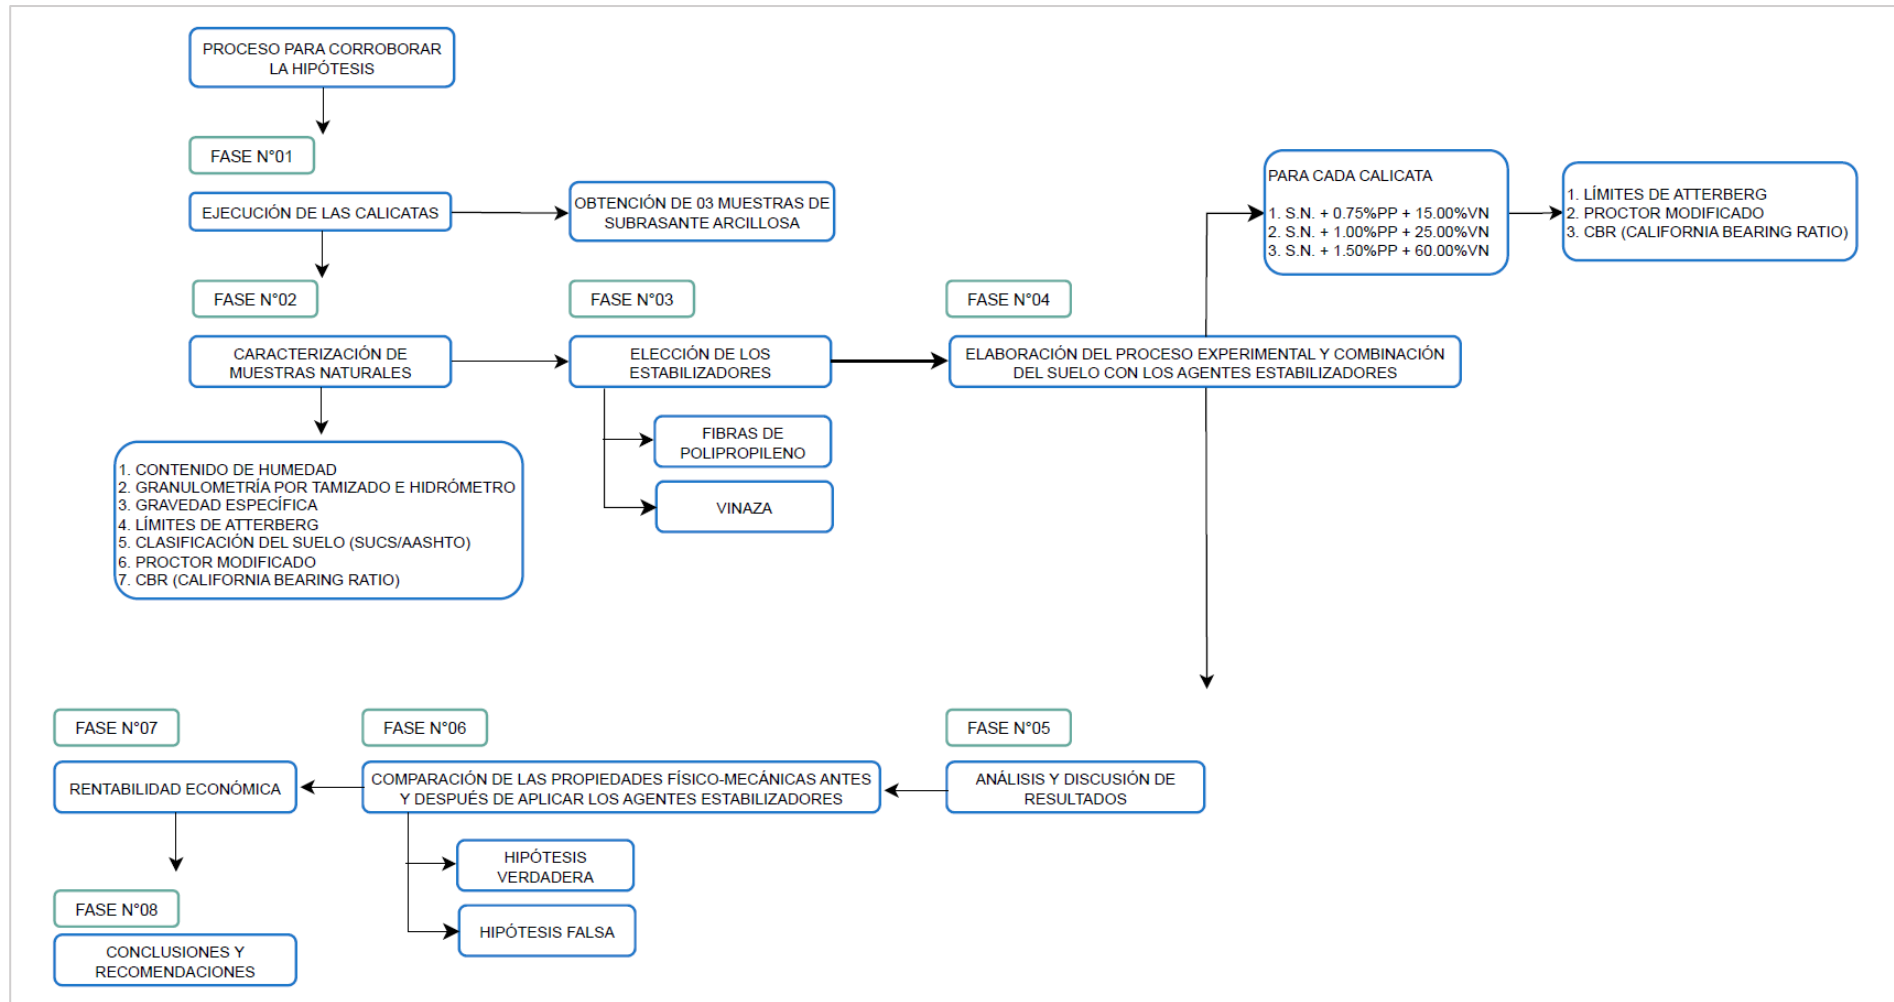 PROCESO PARA CORROBORAR
LA HIPÓTESIS
FASE N°01
EJECUCIÓN DE LAS CALICATAS
OBTENCIÓN DE 03 MUESTRAS DE
SUBRASANTE ARCILLOSA
FASE N°02
CARACTERIZACIÓN DE
MUESTRAS NATURALES
1. CONTENIDO DE HUMEDAD
2. GRANULOMETRÍA POR TAMIZADO E HIDRÓMETRO
3. GRAVEDAD ESPECÍFICA
4. LÍMITES DE ATTERBERG
5. CLASIFICACIÓN DEL SUELO (SUCS/AASHTO)
6. PROCTOR MODIFICADO
7. CBR (CALIFORNIA BEARING RATIO)
FASE N°03
ELECCIÓN DE LOS
ESTABILIZADORES
FIBRAS DE
POLIPROPILENO
VINAZA
FASE N°04
ELABORACIÓN DEL PROCESO EXPERIMENTAL Y COMBINACIÓN
DEL SUELO CON LOS AGENTES ESTABILIZADORES
PARA CADA CALICATA
1. S.N. + 0.75%PP + 15.00%VN
2. S.N. + 1.00%PP + 25.00%VN
3. S.N. + 1.50%PP + 60.00%VN
1. LÍMITES DE ATTERBERG
2. PROCTOR MODIFICADO
3. CBR (CALIFORNIA BEARING RATIO)
FASE N°05
ANÁLISIS Y DISCUSIÓN DE
RESULTADOS
FASE N°06
COMPARACIÓN DE LAS PROPIEDADES FÍSICO-MECÁNICAS ANTES
Y DESPUÉS DE APLICAR LOS AGENTES ESTABILIZADORES
HIPÓTESIS
VERDADERA
HIPÓTESIS FALSA
FASE N°07
RENTABILIDAD ECONÓMICA
FASE N°08
CONCLUSIONES Y
RECOMENDACIONES